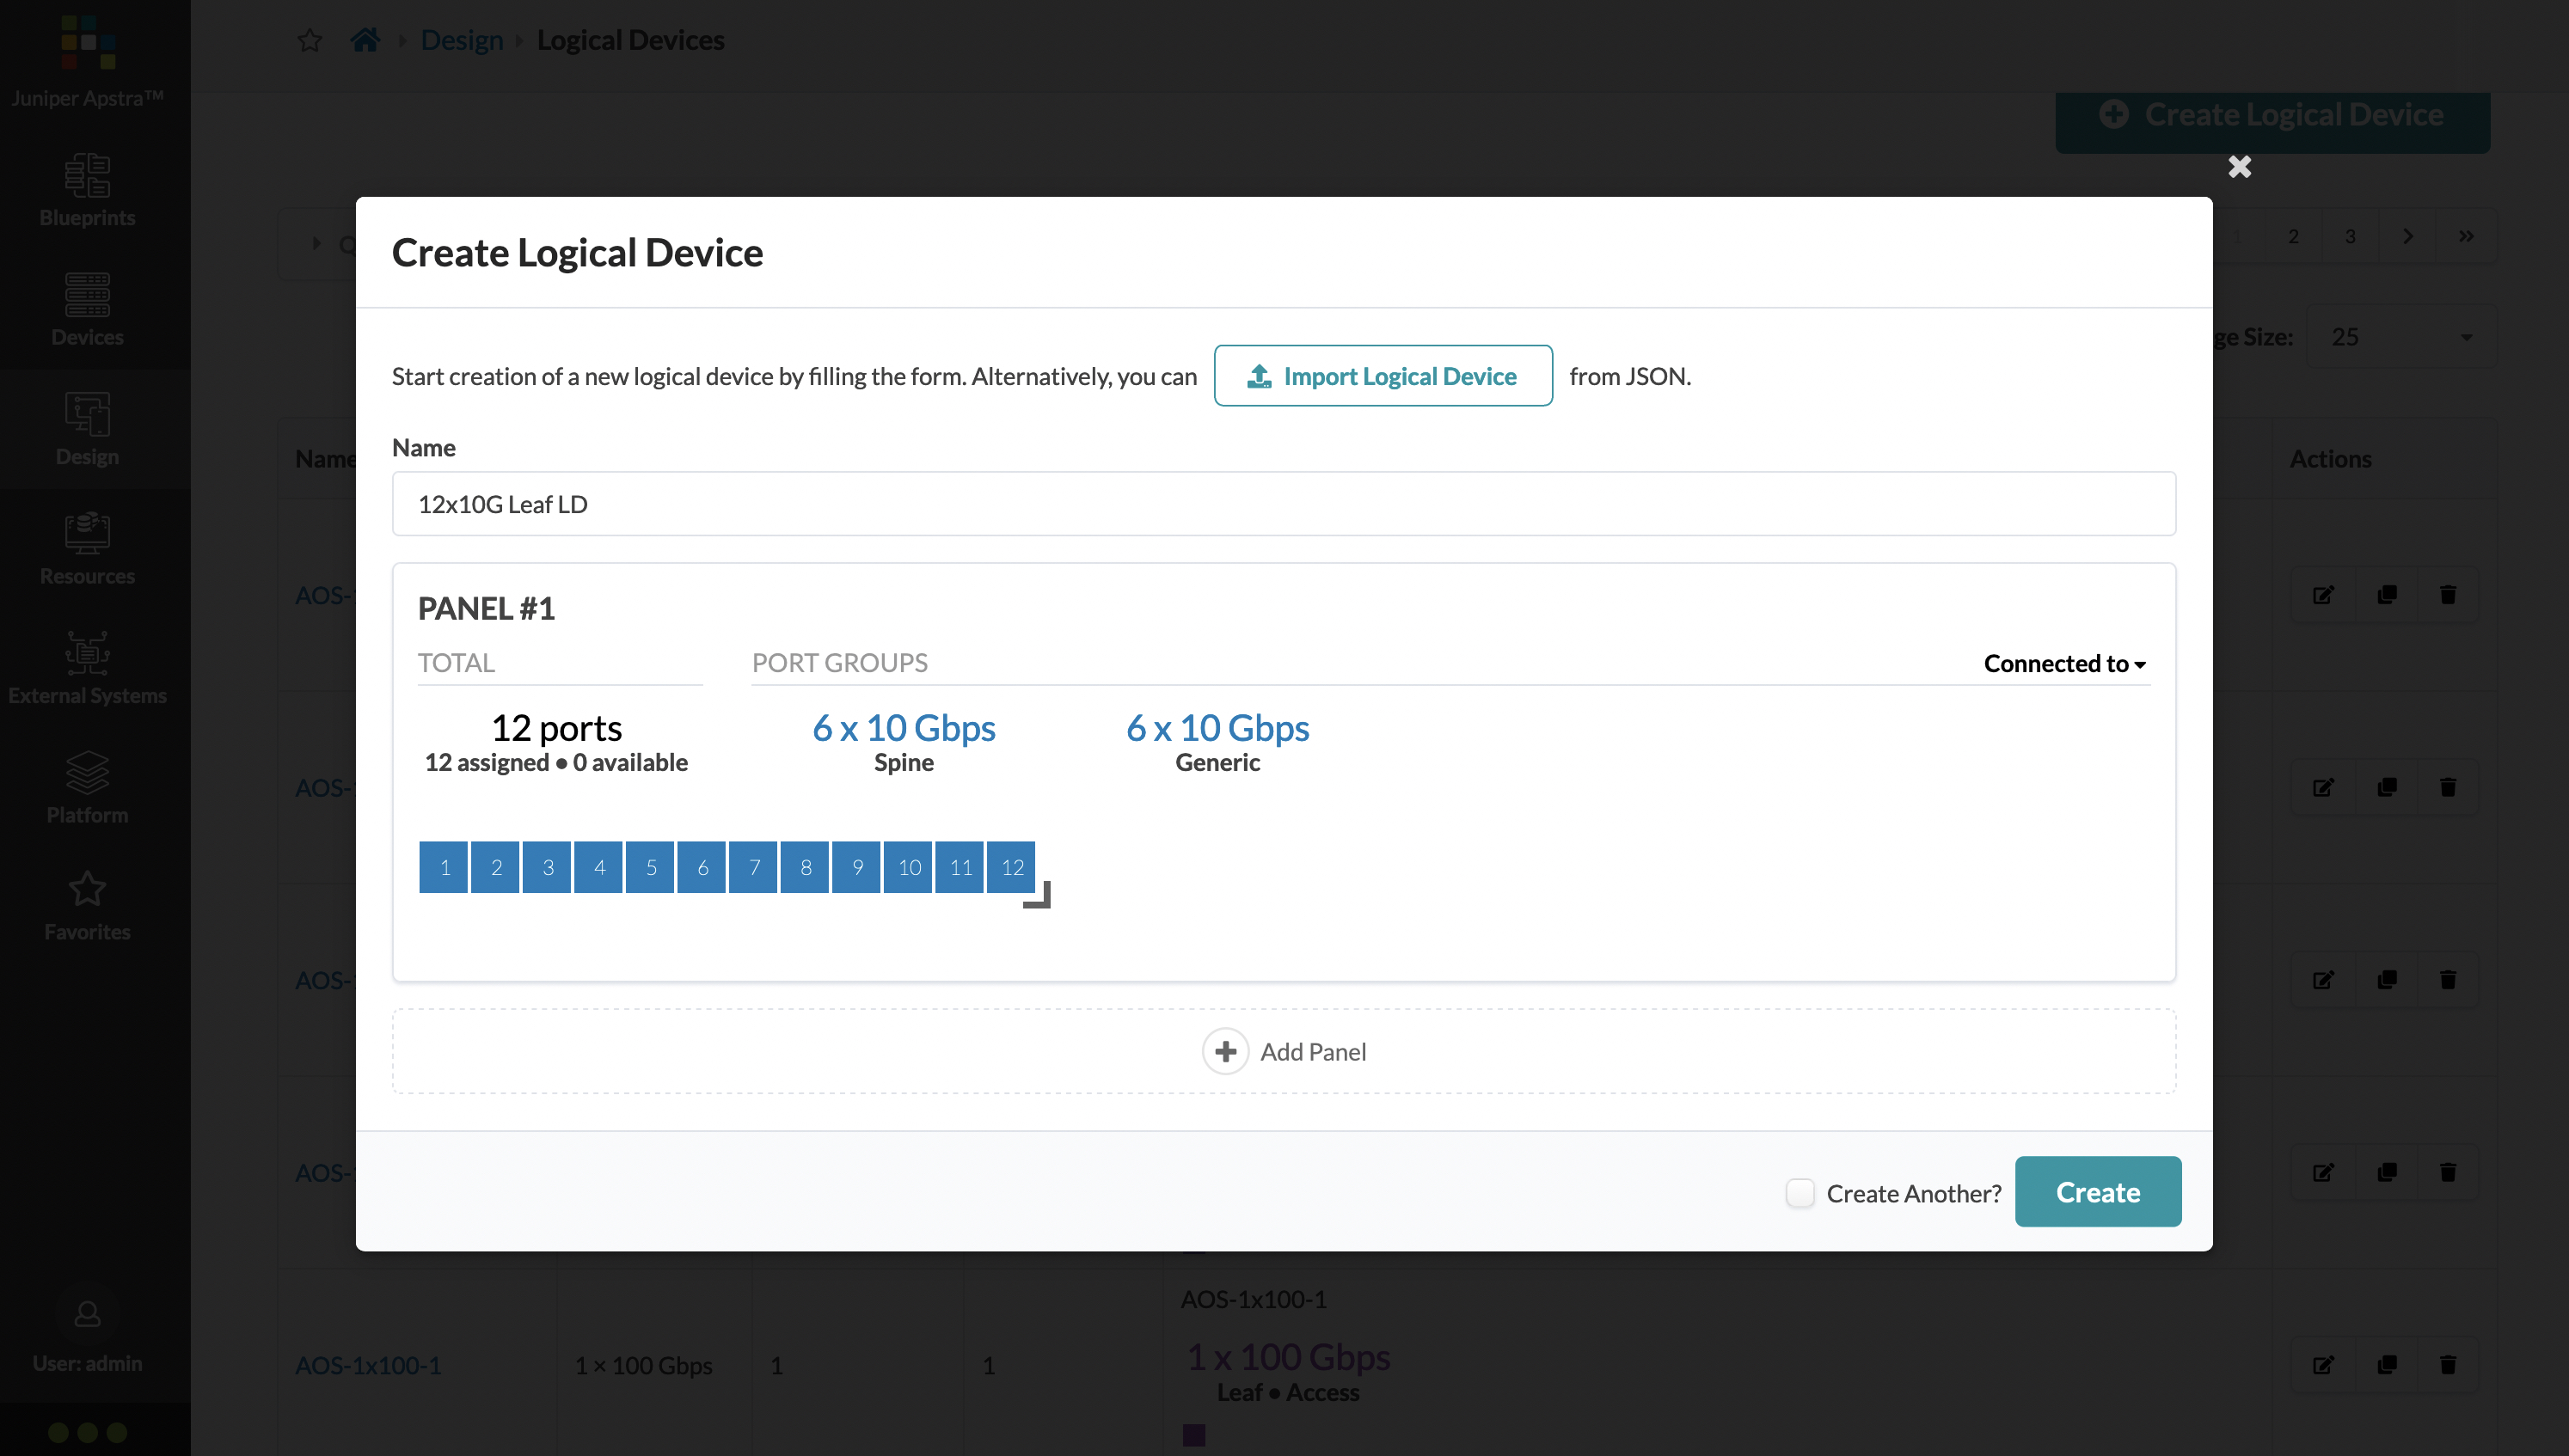 Design
Logical Devices
Juniper Apstra™
Create Logical Device
Blueprints
Devices
Design
Resources
External Systems
Platform
Favorites
User: admin
Q
1
2
3
ge Size:
25
Create Logical Device
Start creation of a new logical device by filling the form. Alternatively, you can
Import Logical Device
from JSON.
Name
Actions
Name
12x10G Leaf LD
PANEL #1
TOTAL
PORT GROUPS
Connected to
12 ports
6 x 10 Gbps
6 x 10 Gbps
12 assigned • 0 available
Spine
Generic
1 2 3 4 5 6 7 8 9 10 11 12
Add Panel
Create Another?
Create
AOS-
AOS-
AOS-
AOS-
AOS-1x100-1
AOS-1x100-1
1 × 100 Gbps
1
1
1 x 100 Gbps
Leaf • Access